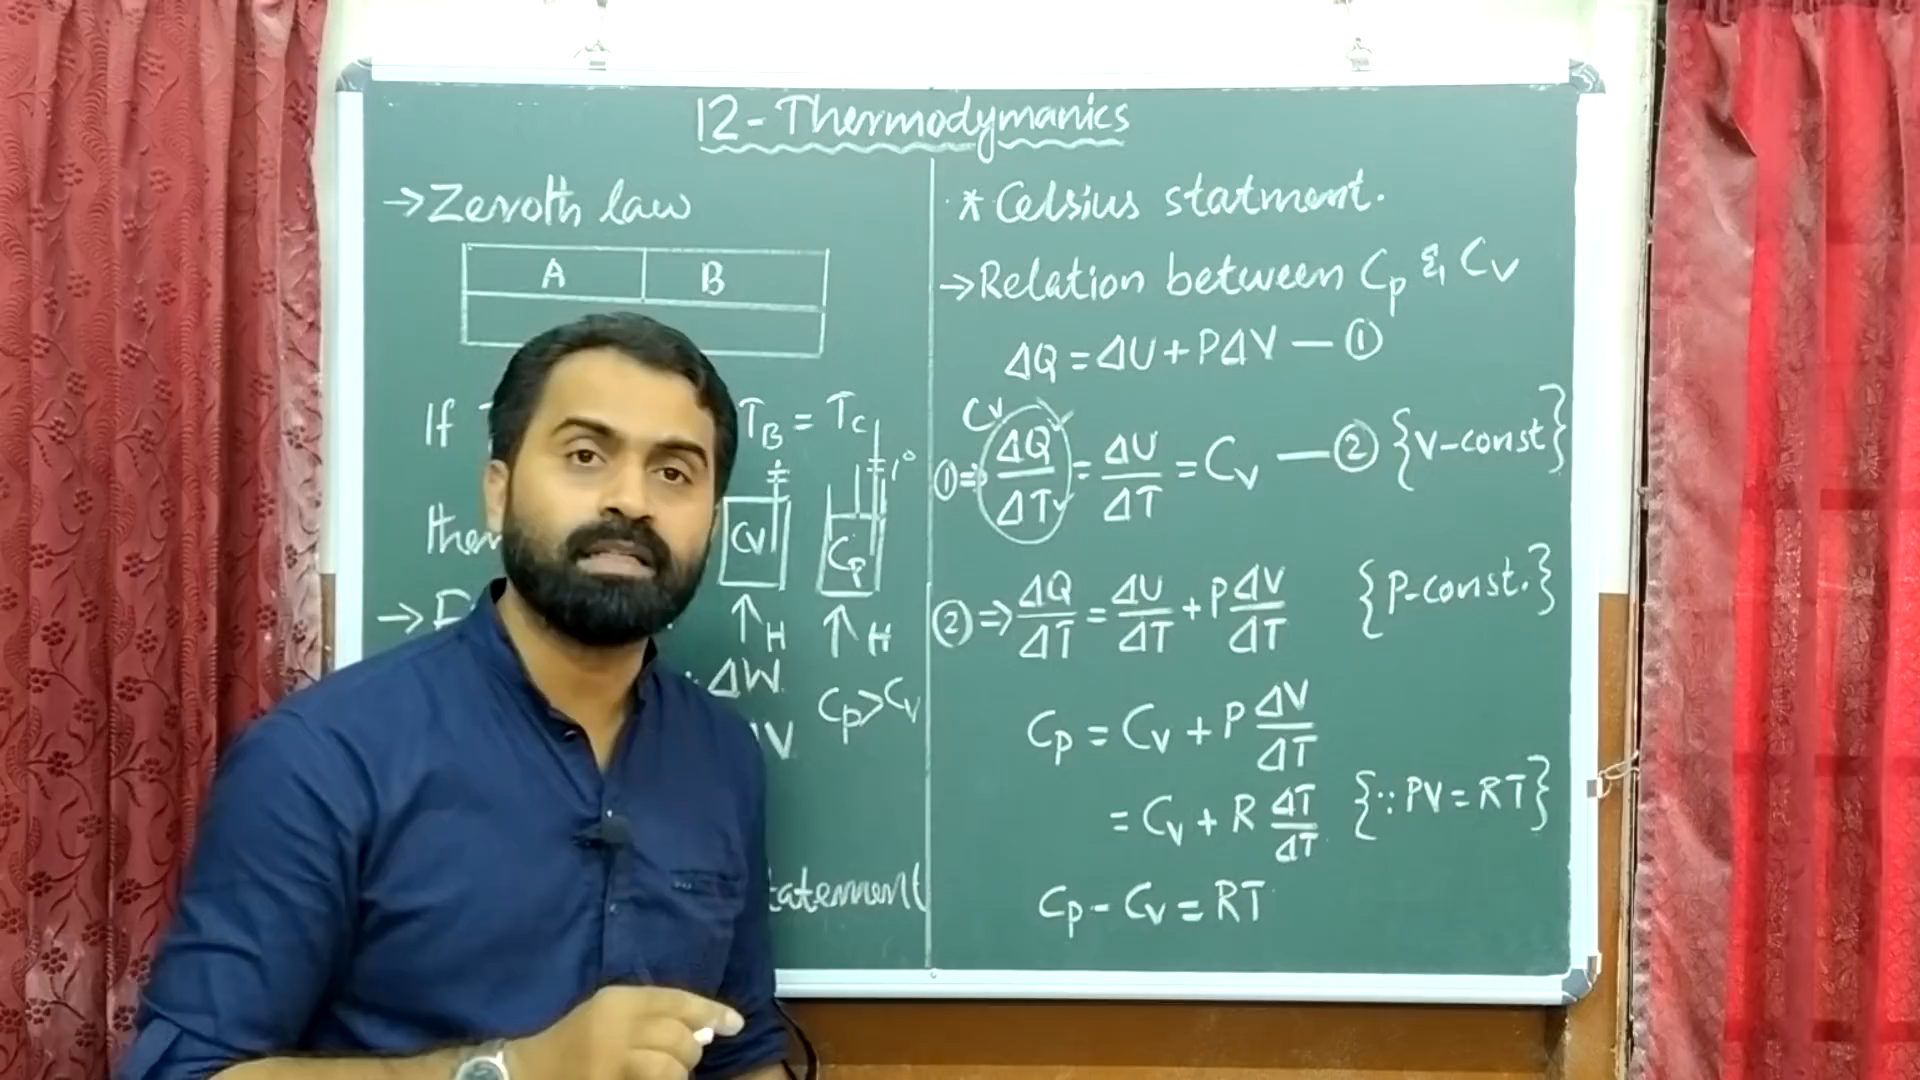 12-Thermodymanics
→Zeroth law
A B
If T_B = T_C
1°
then
Cv Cp
→F
↑H ↑H
ΔW.
Cp>Cv
V
tatement
* Celsius statment.
→Relation between Cp & Cv
ΔQ = ΔU + PΔV — ①
Cv
①⇒ ΔQ/ΔT = ΔU/ΔT = Cv — ② {V-const}
②⇒ ΔQ/ΔT = ΔU/ΔT + P ΔV/ΔT {P-const.}
Cp = Cv + P ΔV/ΔT
= Cv + R ΔT/ΔT {∵ PV = RT}
Cp - Cv = RT